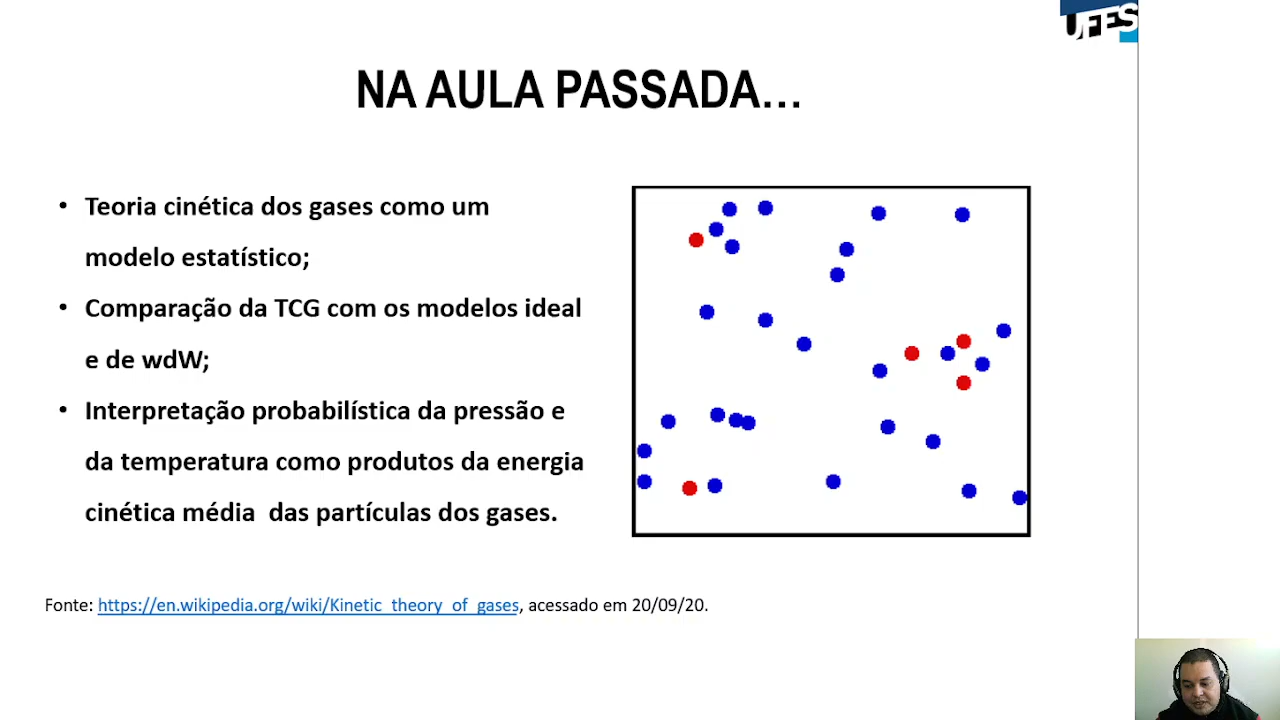 UFES
NA AULA PASSADA...
• Teoria cinética dos gases como um
modelo estatístico;
• Comparação da TCG com os modelos ideal
e de wdW;
• Interpretação probabilística da pressão e
da temperatura como produtos da energia
cinética média  das partículas dos gases.
Fonte: https://en.wikipedia.org/wiki/Kinetic_theory_of_gases, acessado em 20/09/20.